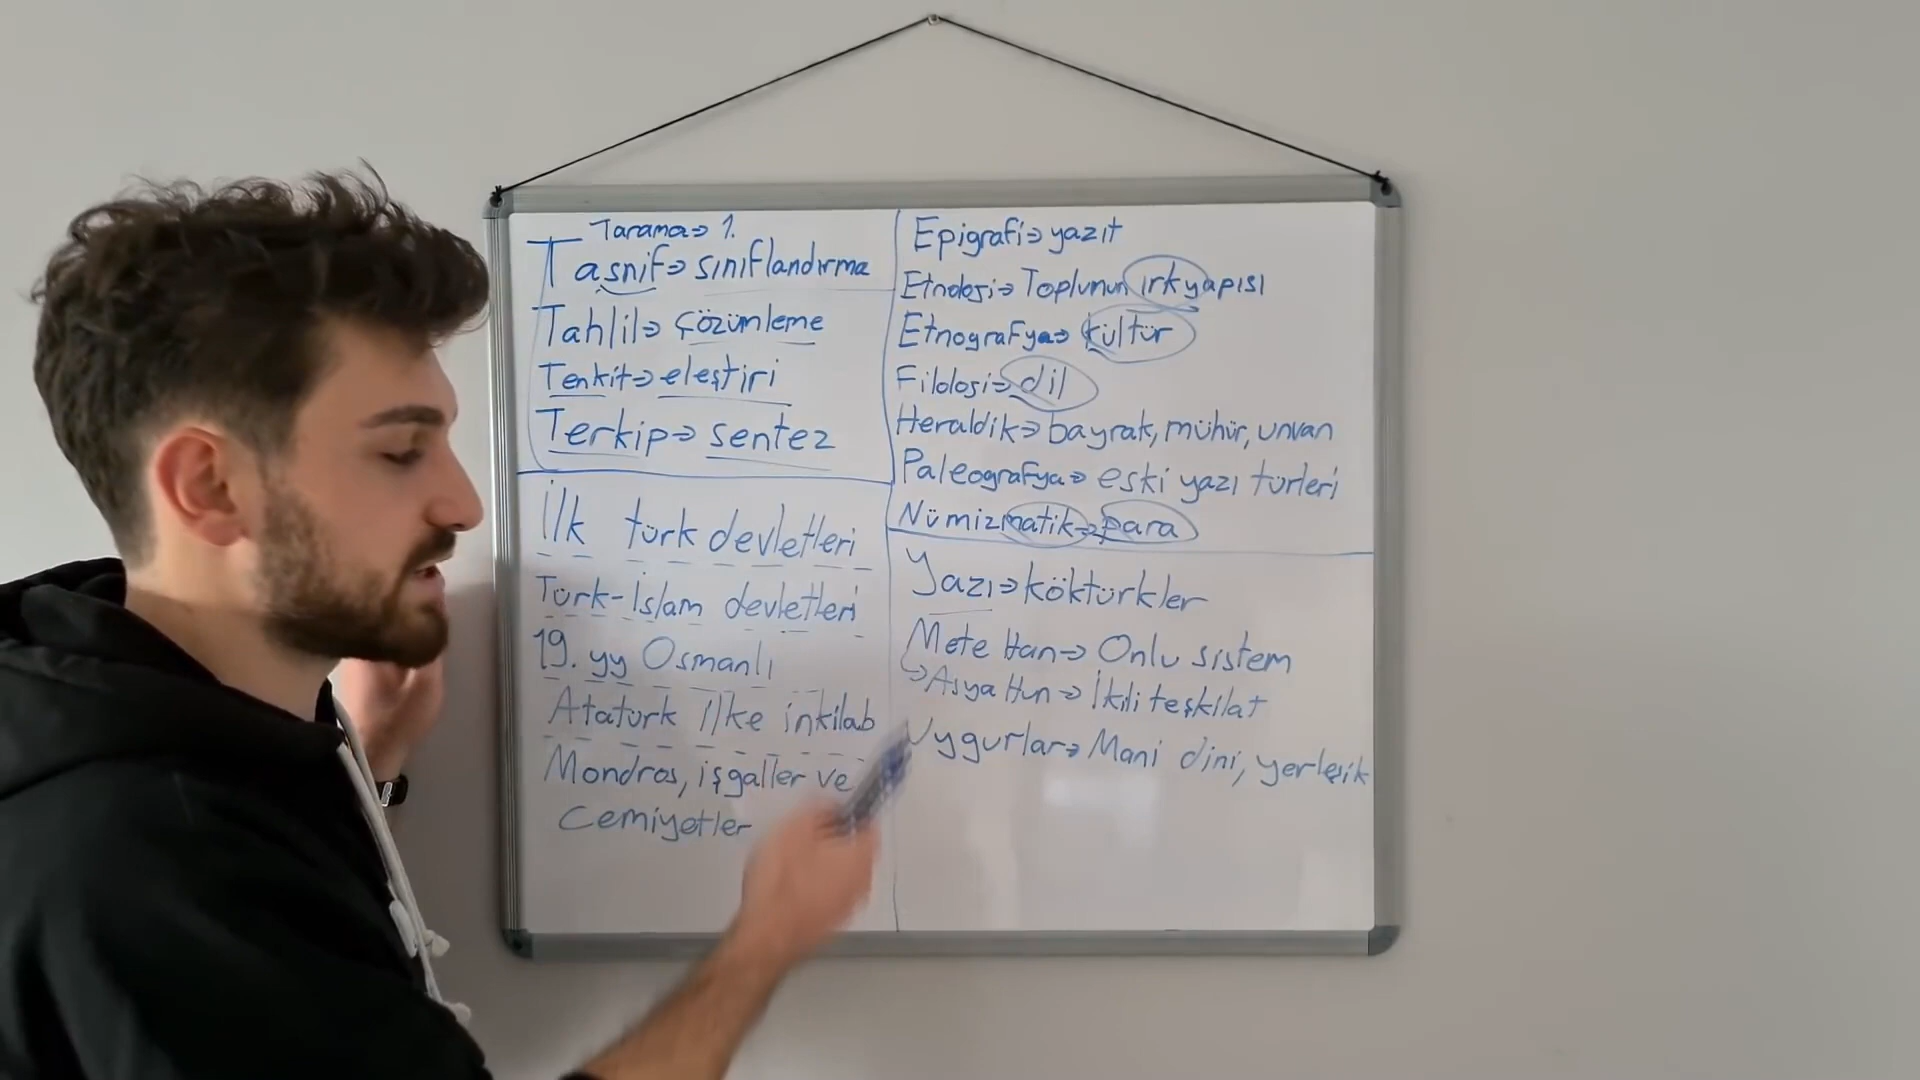 Tarama→ 1.
Tasnif→ sınıflandırma
Tahlil→ çözümleme
Tenkit→ eleştiri
Terkip→ sentez
İlk türk devletleri
Türk-İslam devletleri
19. yy Osmanlı
Atatürk ilke inkilab
Mondros, işgaller ve
Cemiyetler
Epigrafi→ yazıt
Etnoloji→ Toplumun ırk yapısı
Etnografya→ kültür
Filoloji→ dil
Heraldik→ bayrak, mühür, unvan
Paleografya→ eski yazı türleri
Nümizmatik→ para
Yazı→ köktürkler
Mete Han→ Onlu sistem
→ Asya Hun→ İkili teşkilat
Uygurlar→ Mani dini, yerleşik